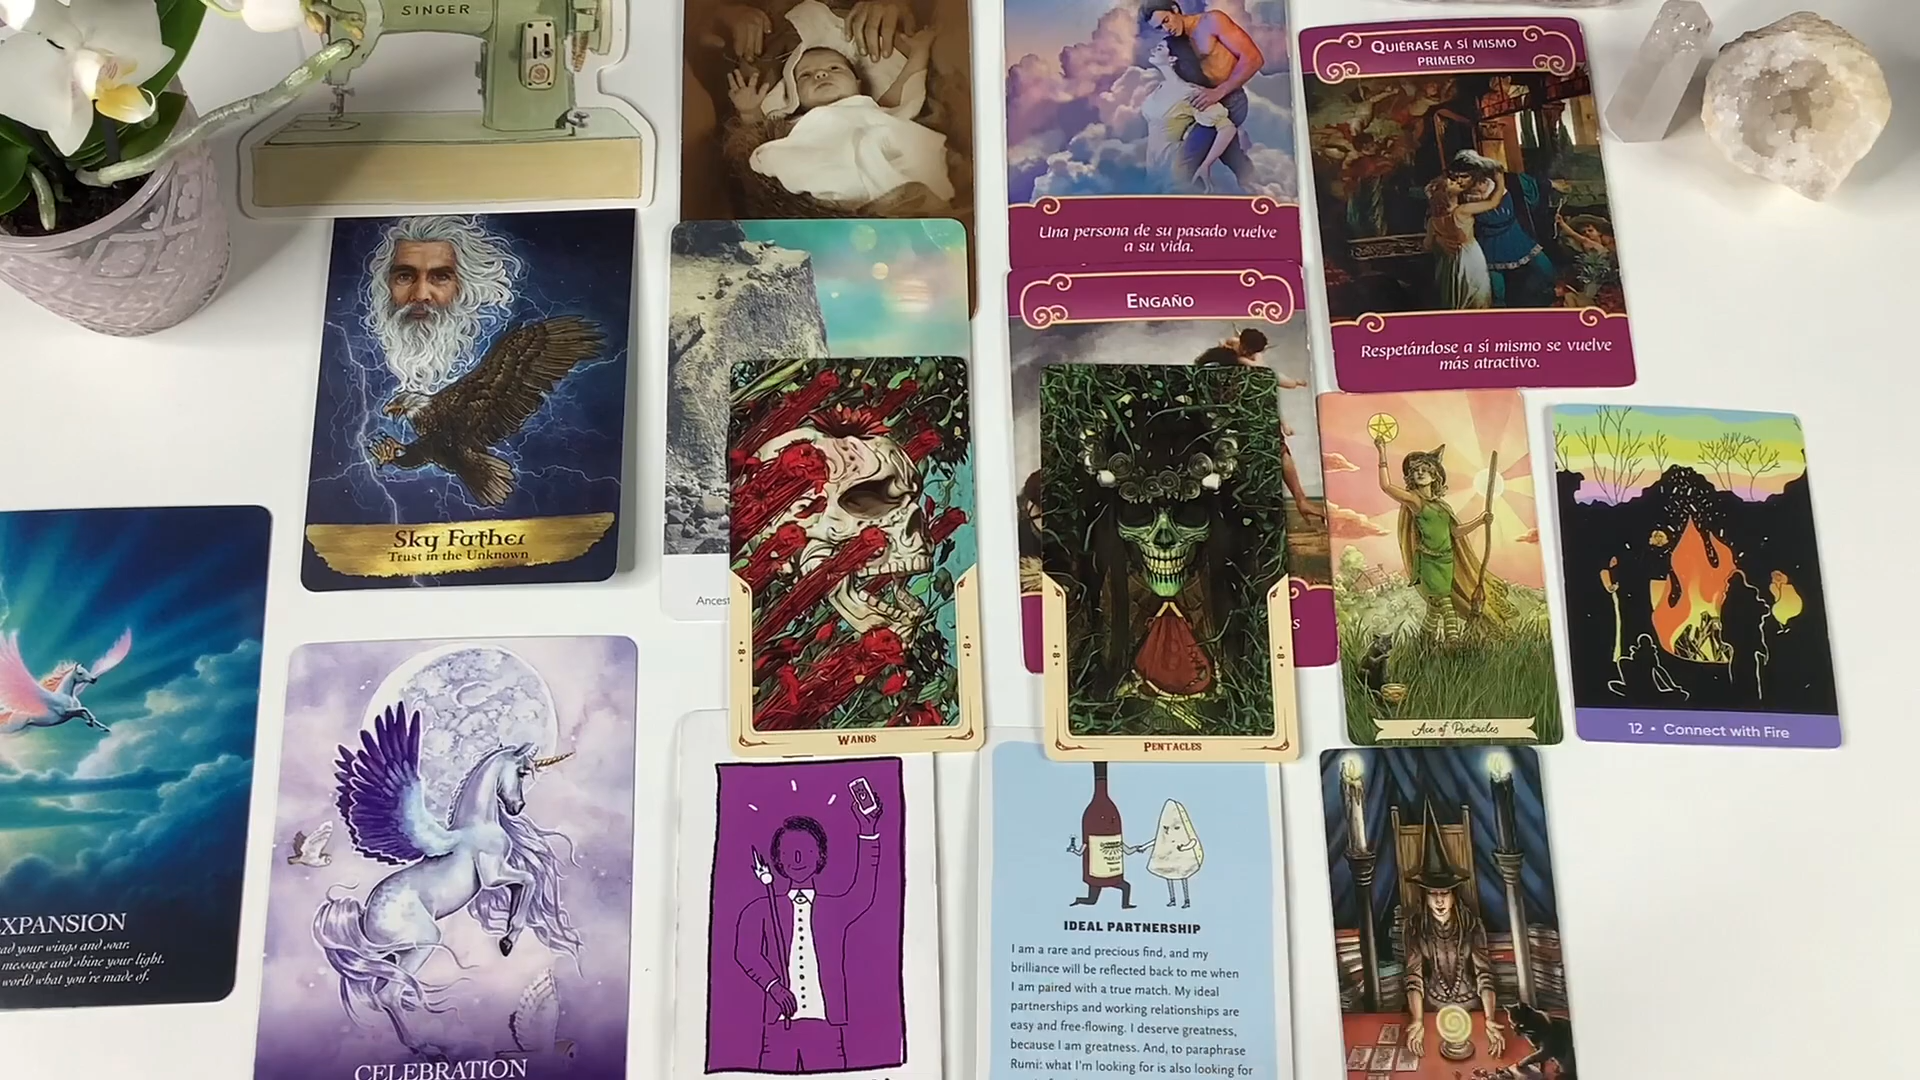 SINGER
QUIÉRASE A SÍ MISMO
PRIMERO
Una persona de su pasado vuelve
a su vida.
ENGAÑO
Respetándose a sí mismo se vuelve
más atractivo.
Sky Father
Trust in the Unknown
Ancest
s
8
8
8
8
WANDS
PENTACLES
Ace of Pentacles
12 • Connect with Fire
EXPANSION
ad your wings and soar.
message and shine your light.
world what you're made of.
CELEBRATION
IDEAL PARTNERSHIP
I am a rare and precious find, and my
brilliance will be reflected back to me when
I am paired with a true match. My ideal
partnerships and working relationships are
easy and free-flowing. I deserve greatness,
because I am greatness. And, to paraphrase
Rumi: what I'm looking for is also looking for